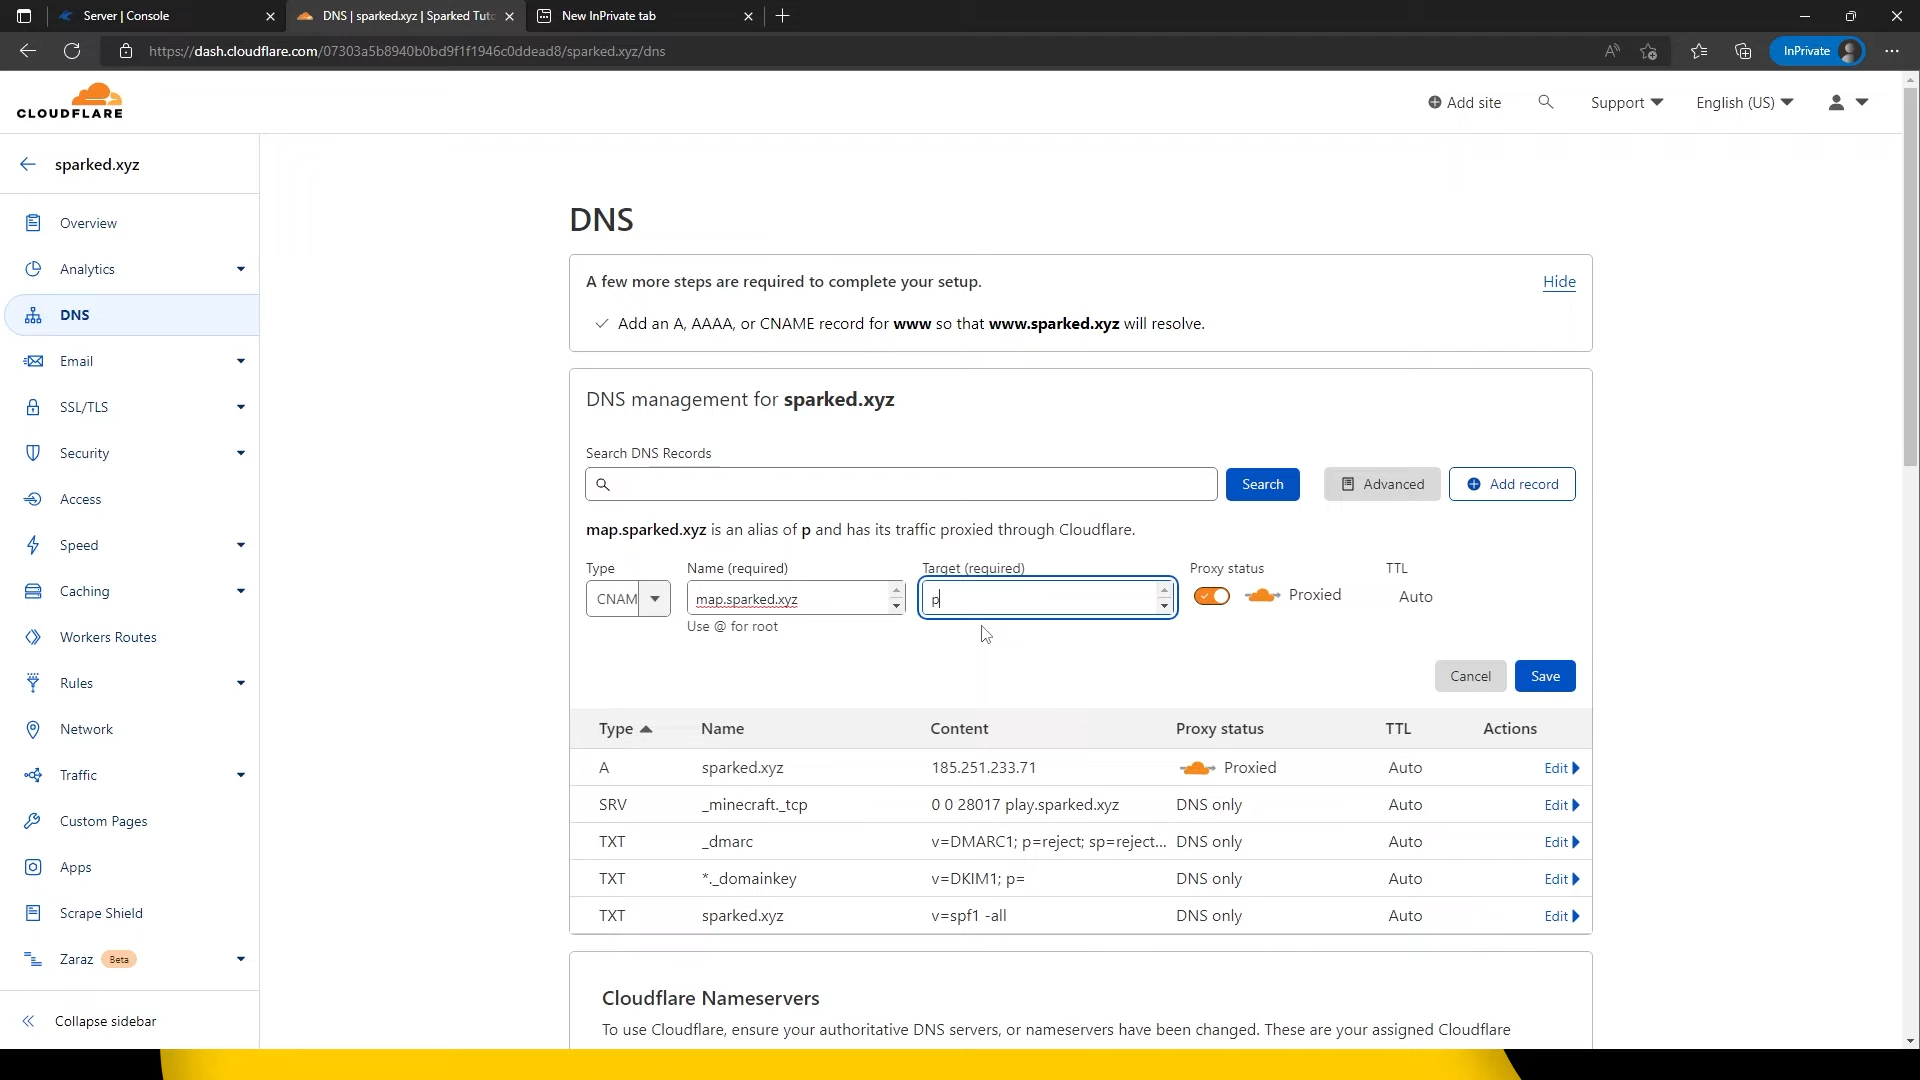 Server | Console
DNS | sparked.xyz | Sparked Tuto
New InPrivate tab
https://dash.cloudflare.com/07303a5b8940b0bd9f1f1946c0ddead8/sparked.xyz/dns
InPrivate
CLOUDFLARE
Add site
Support
English (US)
sparked.xyz
Overview
Analytics
DNS
Email
SSL/TLS
Security
Access
Speed
Caching
Workers Routes
Rules
Network
Traffic
Custom Pages
Apps
Scrape Shield
Zaraz Beta
Collapse sidebar
DNS
A few more steps are required to complete your setup.
Hide
Add an A, AAAA, or CNAME record for www so that www.sparked.xyz will resolve.
DNS management for sparked.xyz
Search DNS Records
Search
Advanced
Add record
map.sparked.xyz is an alias of p and has its traffic proxied through Cloudflare.
Type Name (required) Target (required) Proxy status TTL
CNAM map.sparked.xyz p Proxied Auto
Use @ for root
Cancel Save
Type Name Content Proxy status TTL Actions
A sparked.xyz 185.251.233.71 Proxied Auto Edit
SRV _minecraft._tcp 0 0 28017 play.sparked.xyz DNS only Auto Edit
TXT _dmarc v=DMARC1; p=reject; sp=reject... DNS only Auto Edit
TXT *._domainkey v=DKIM1; p= DNS only Auto Edit
TXT sparked.xyz v=spf1 -all DNS only Auto Edit
Cloudflare Nameservers
To use Cloudflare, ensure your authoritative DNS servers, or nameservers have been changed. These are your assigned Cloudflare